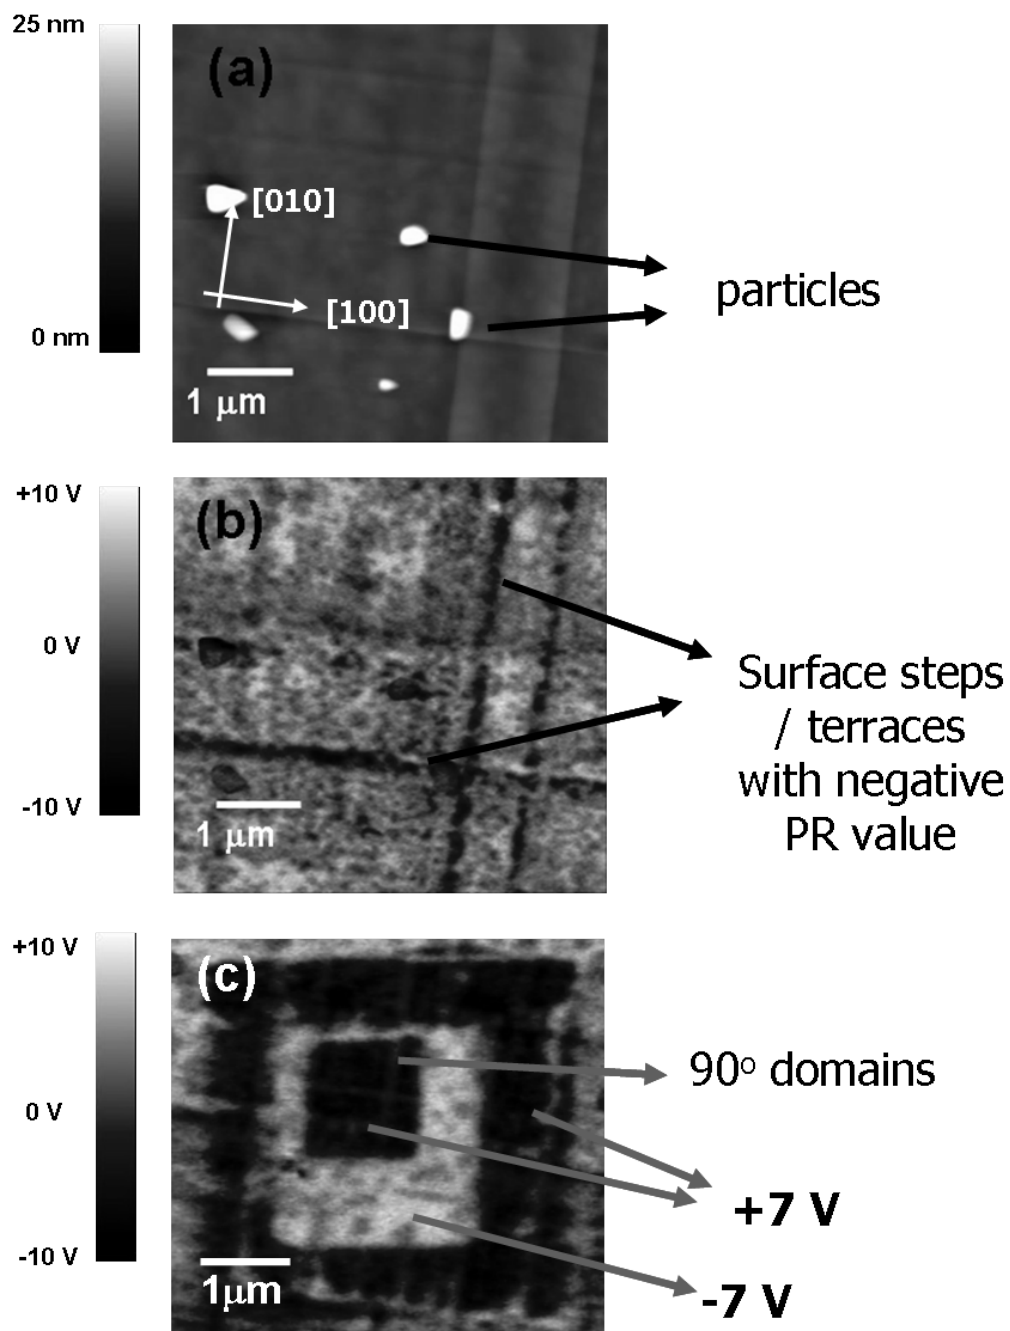 25 nm
(a)
[010]
[100]
particles
0 nm
1 μm
+10 V
(b)
0 V
Surface steps
/ terraces
with negative
PR value
-10 V
1 μm
+10 V
(c)
90º domains
0 V
+7 V
-10 V
1μm
-7 V